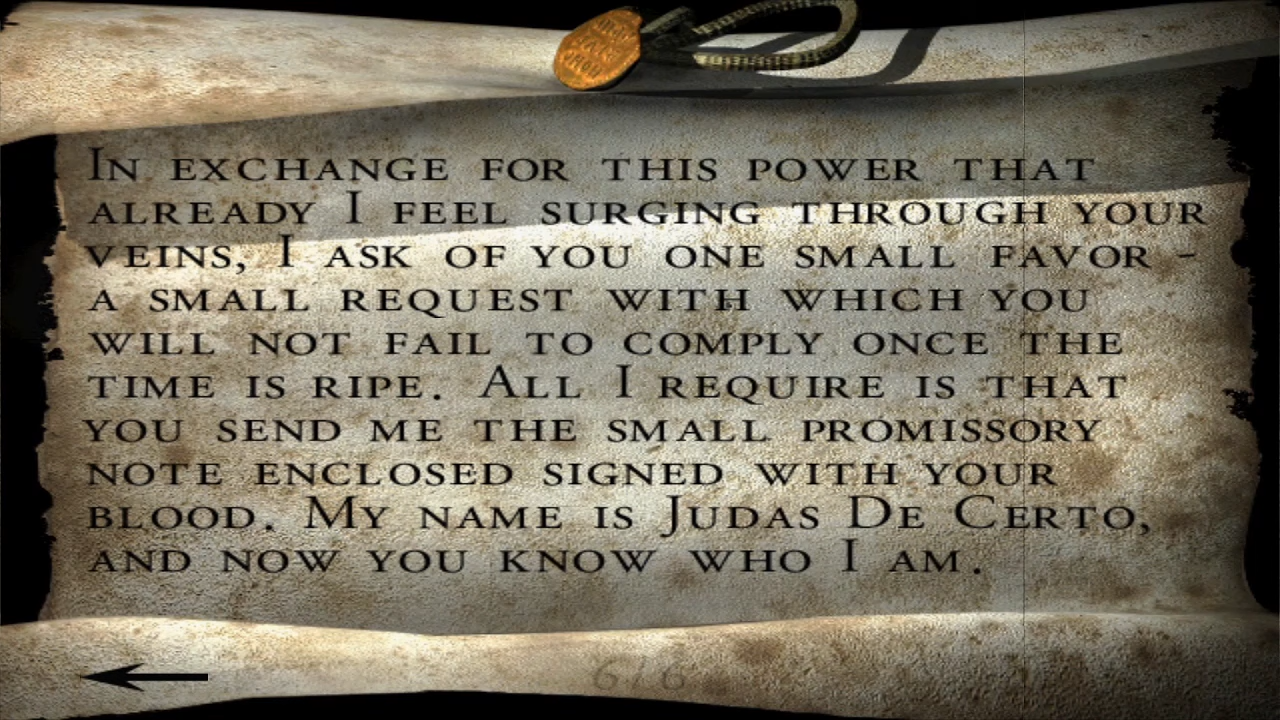 In exchange for this power that
already I feel surging through your
veins, I ask of you one small favor -
a small request with which you
will not fail to comply once the
time is ripe. All I require is that
you send me the small promissory
note enclosed signed with your
blood. My name is Judas De Certo,
and now you know who I am.
6/6